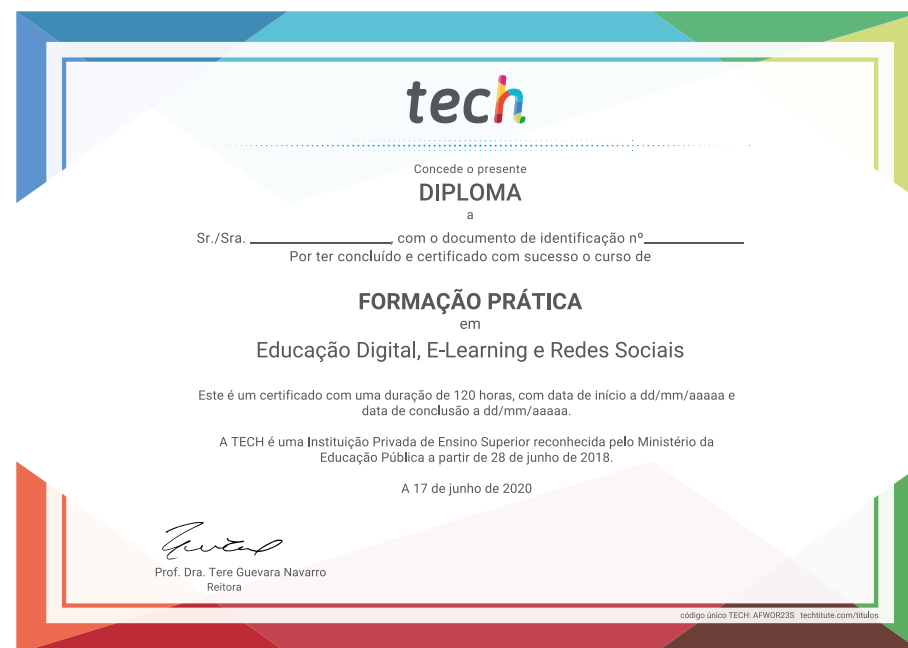 tech
Concede o presente
DIPLOMA
a
Sr./Sra. ____________________, com o documento de identificação nº______________
Por ter concluído e certificado com sucesso o curso de
FORMAÇÃO PRÁTICA
em
Educação Digital, E-Learning e Redes Sociais
Este é um certificado com uma duração de 120 horas, com data de início a dd/mm/aaaaa e
data de conclusão a dd/mm/aaaaa.
A TECH é uma Instituição Privada de Ensino Superior reconhecida pelo Ministério da
Educação Pública a partir de 28 de junho de 2018.
A 17 de junho de 2020
Prof. Dra. Tere Guevara Navarro
Reitora
código único TECH: AFWOR23S techtitute.com/titulos